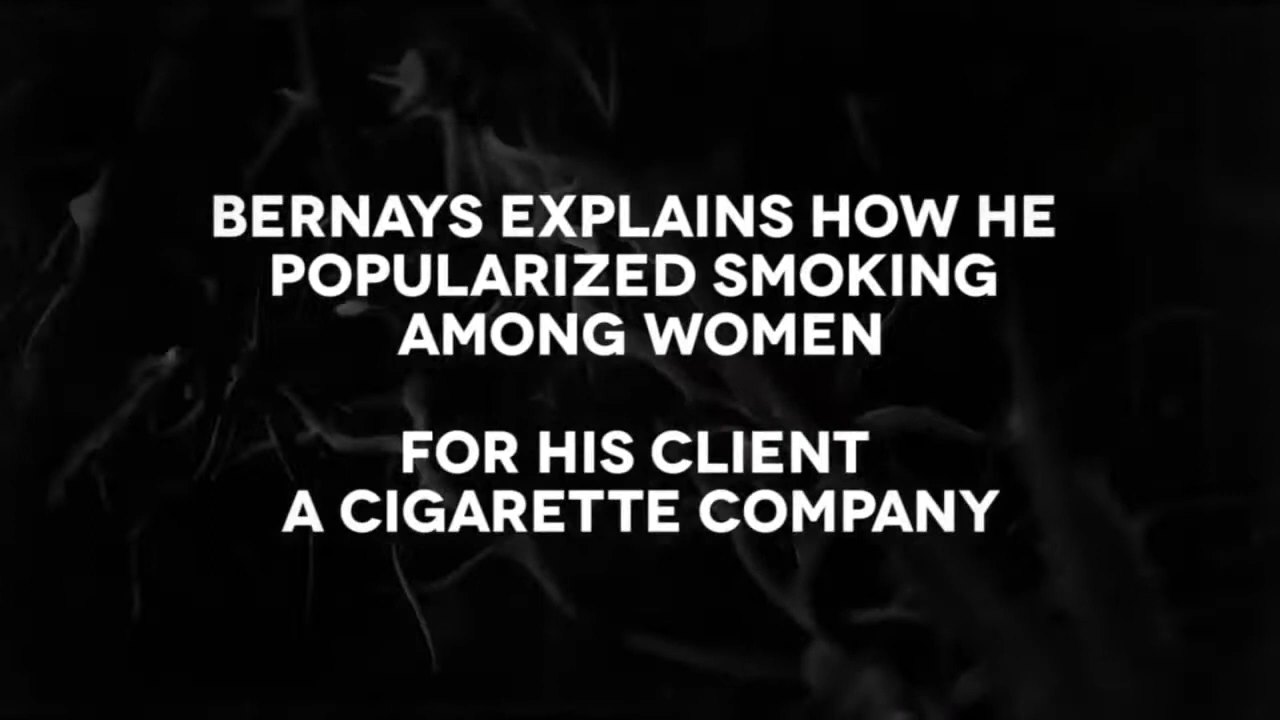 BERNAYS EXPLAINS HOW HE
POPULARIZED SMOKING
AMONG WOMEN
FOR HIS CLIENT
A CIGARETTE COMPANY